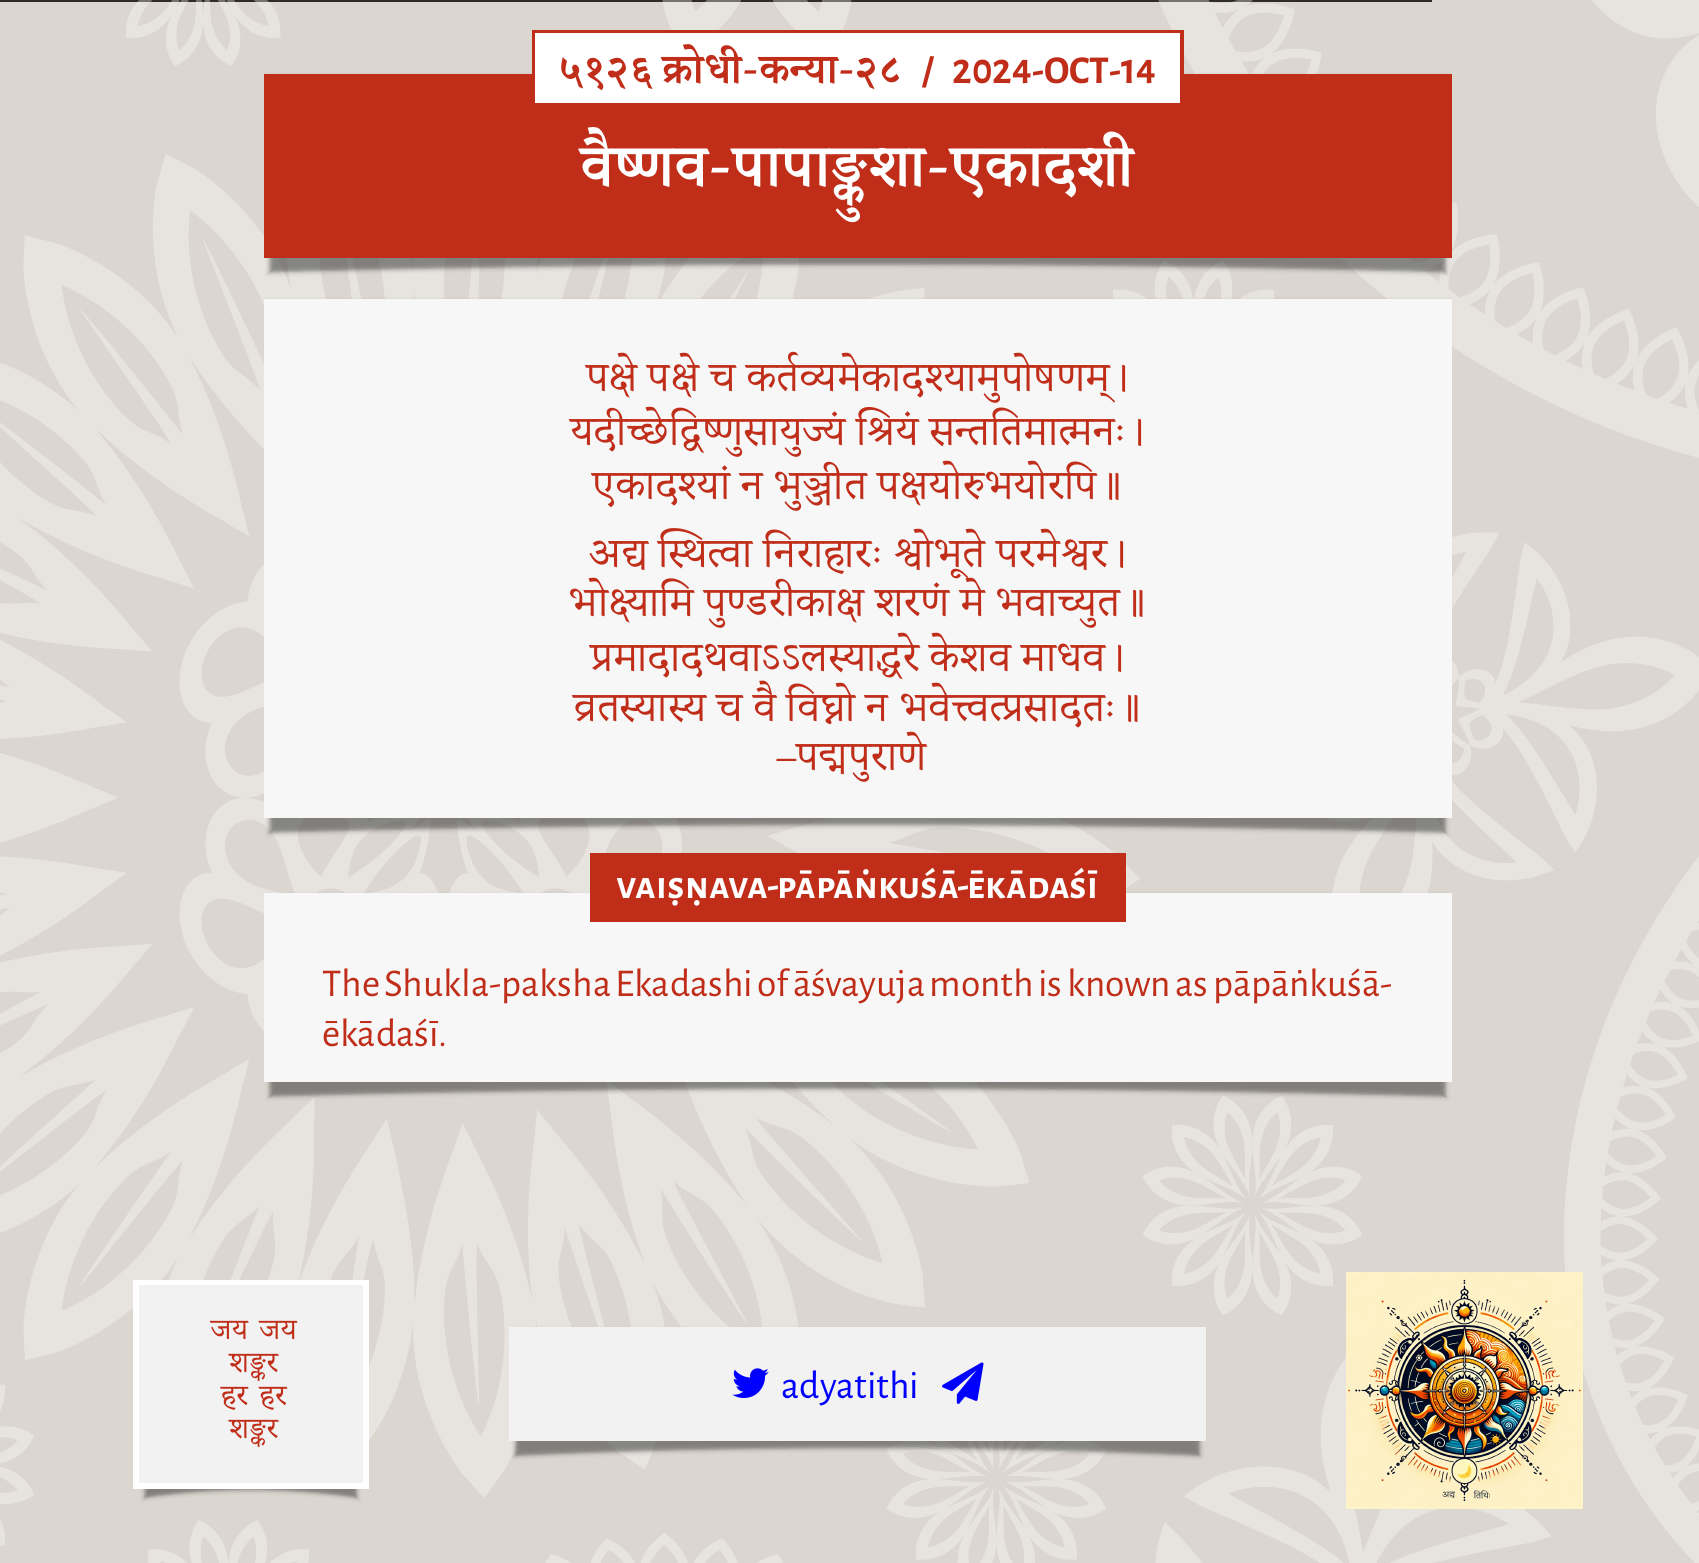 ५१२६ क्रोधी-कन्या-२८ / 2024-OCT-14
वैष्णव-पापाङ्कुशा-एकादशी
पक्षे पक्षे च कर्तव्यमेकादश्यामुपोषणम्।
यदीच्छेद्विष्णुसायुज्यं श्रियं सन्ततिमात्मनः।
एकादश्यां न भुञ्जीत पक्षयोरुभयोरपि॥
अद्य स्थित्वा निराहारः श्वोभूते परमेश्वर।
भोक्ष्यामि पुण्डरीकाक्ष शरणं मे भवाच्युत॥
प्रमादादथवाऽऽलस्याद्धरे केशव माधव।
व्रतस्यास्य च वै विघ्नो न भवेत्त्वत्प्रसादतः॥
–पद्मपुराणे
VAIṢṆAVA-PĀPĀṄKUŚĀ-ĒKĀDAŚĪ
The Shukla-paksha Ekadashi of āśvayuja month is known as pāpāṅkuśā-
ēkādaśī.
जय जय
शङ्कर
हर हर
शङ्कर
adyatithi
अद्य तिथिः